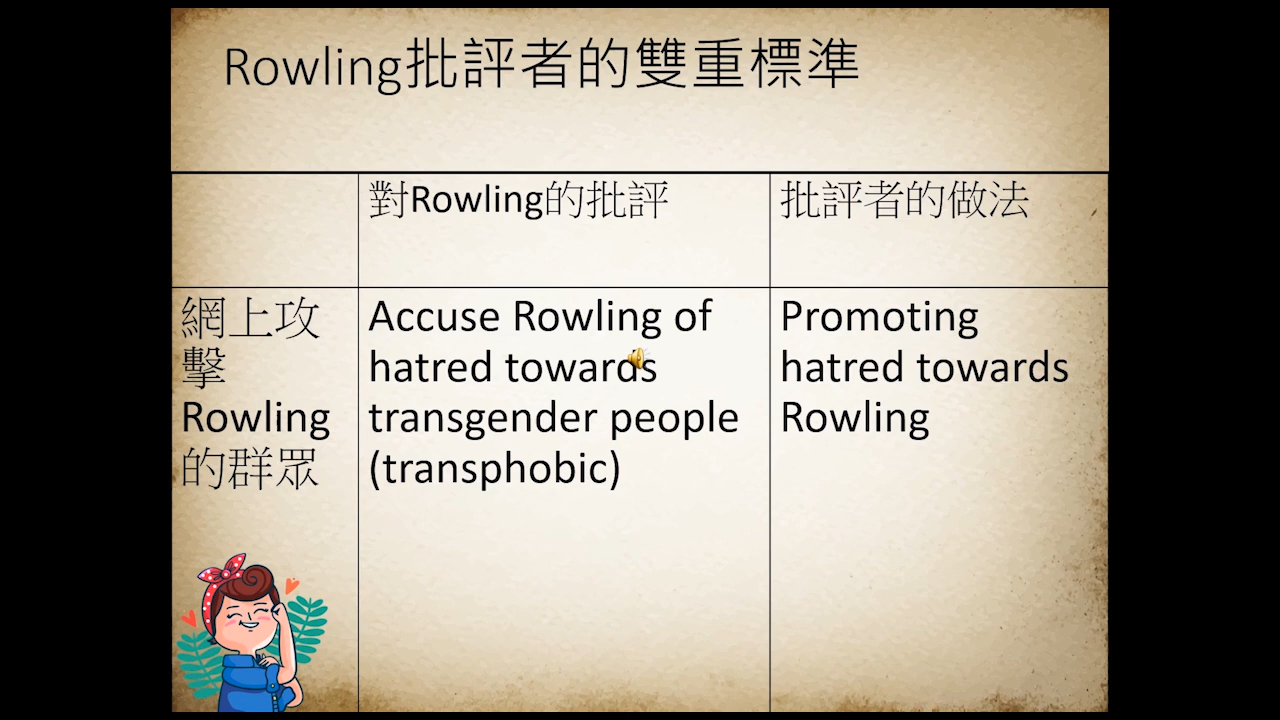 Rowling批評者的雙重標準
對Rowling的批評
批評者的做法
網上攻
擊
Rowling
的群眾
Accuse Rowling of
hatred towards
transgender people
(transphobic)
Promoting
hatred towards
Rowling